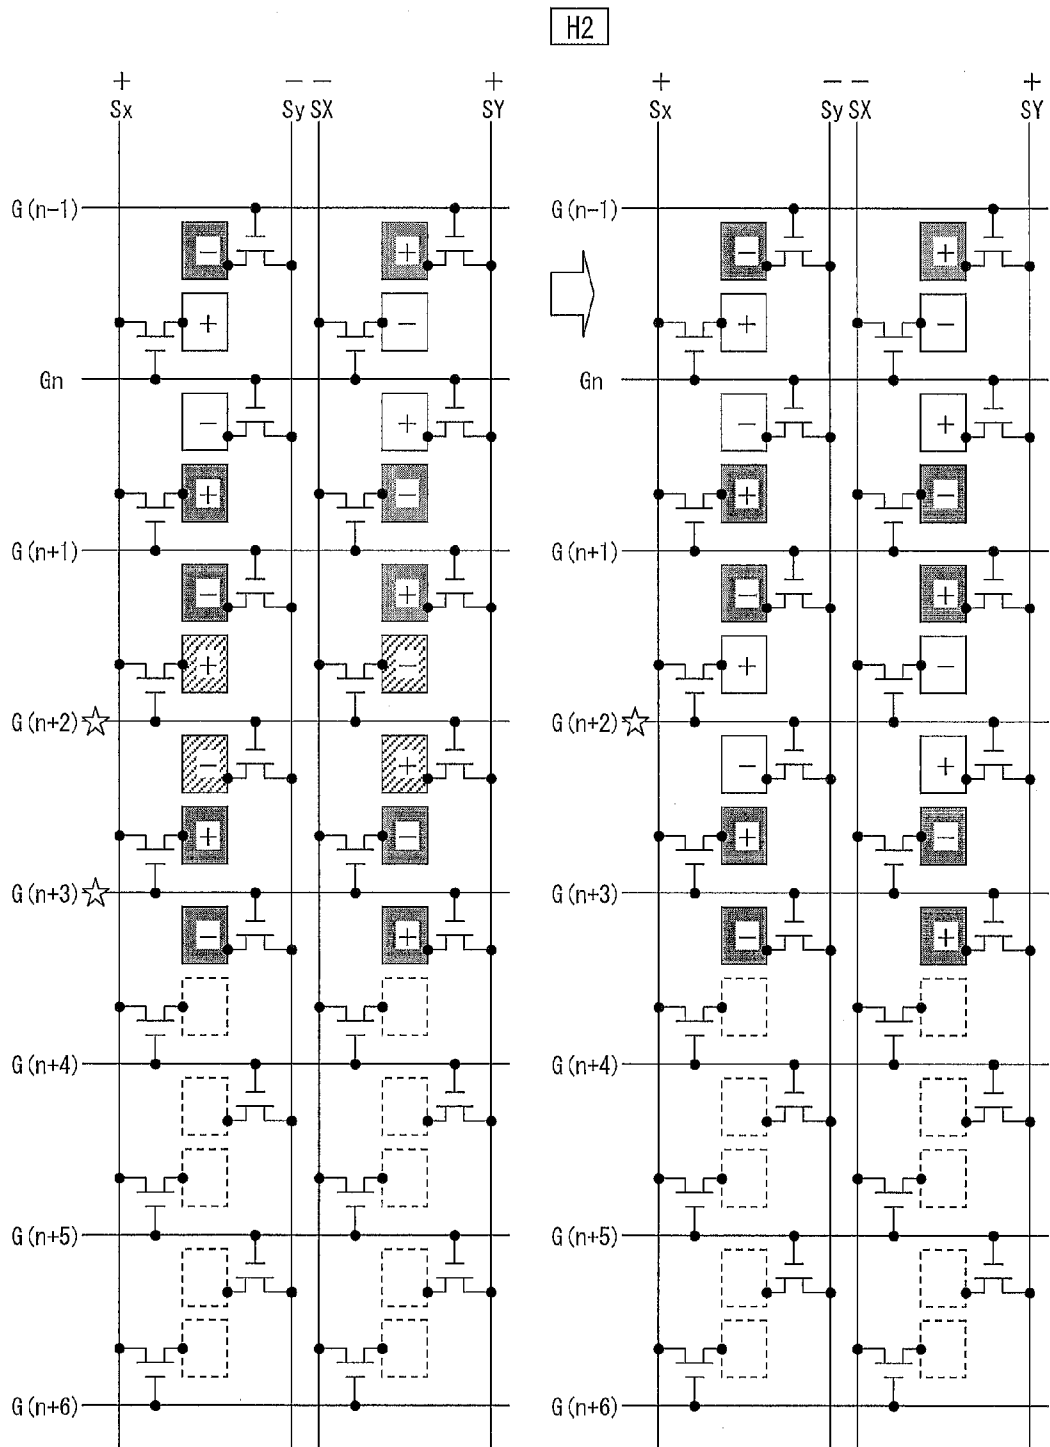 H2
+ − − + + − − +
Sx Sy SX SY Sx Sy SX SY
G(n-1) G(n-1)
− + − +
+ − + −
Gn Gn
− + − +
+ − + −
G(n+1) G(n+1)
− + − +
+ − + −
G(n+2)☆ G(n+2)☆
− + − +
+ − + −
G(n+3)☆ G(n+3)
− + − +
G(n+4) G(n+4)
G(n+5) G(n+5)
G(n+6) G(n+6)